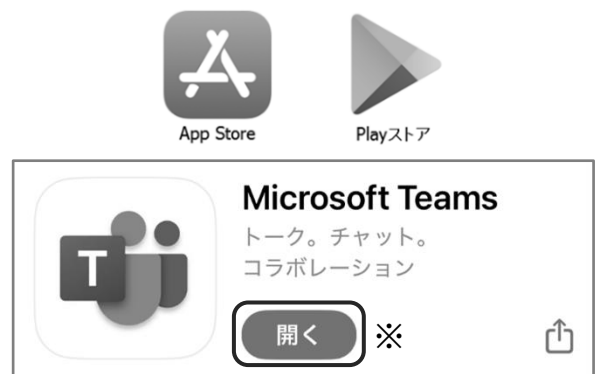 App Store
Playストア
Microsoft Teams
トーク。チャット。
コラボレーション
T
開く ※